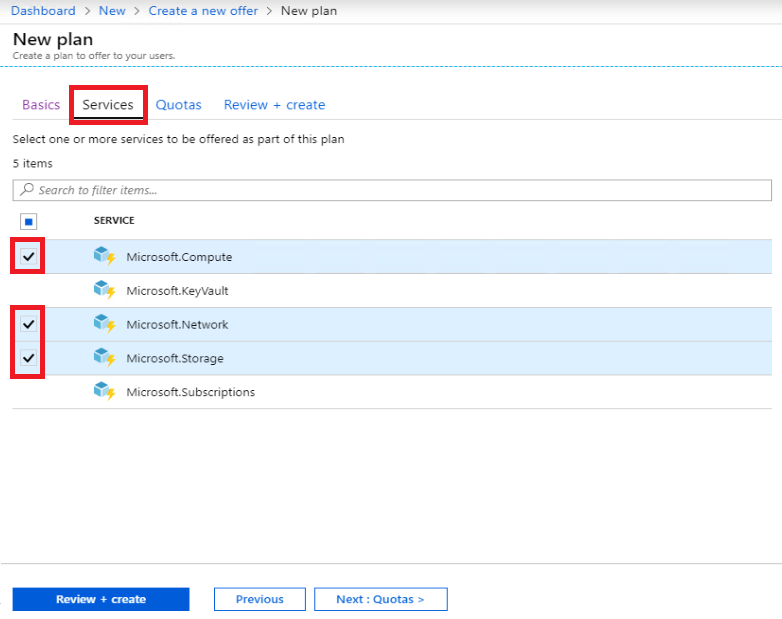 Dashboard > New > Create a new offer > New plan
New plan
Create a plan to offer to your users.
Basics Services Quotas Review + create
Select one or more services to be offered as part of this plan
5 items
Search to filter items...
SERVICE
Microsoft.Compute
Microsoft.KeyVault
Microsoft.Network
Microsoft.Storage
Microsoft.Subscriptions
Review + create Previous Next : Quotas >